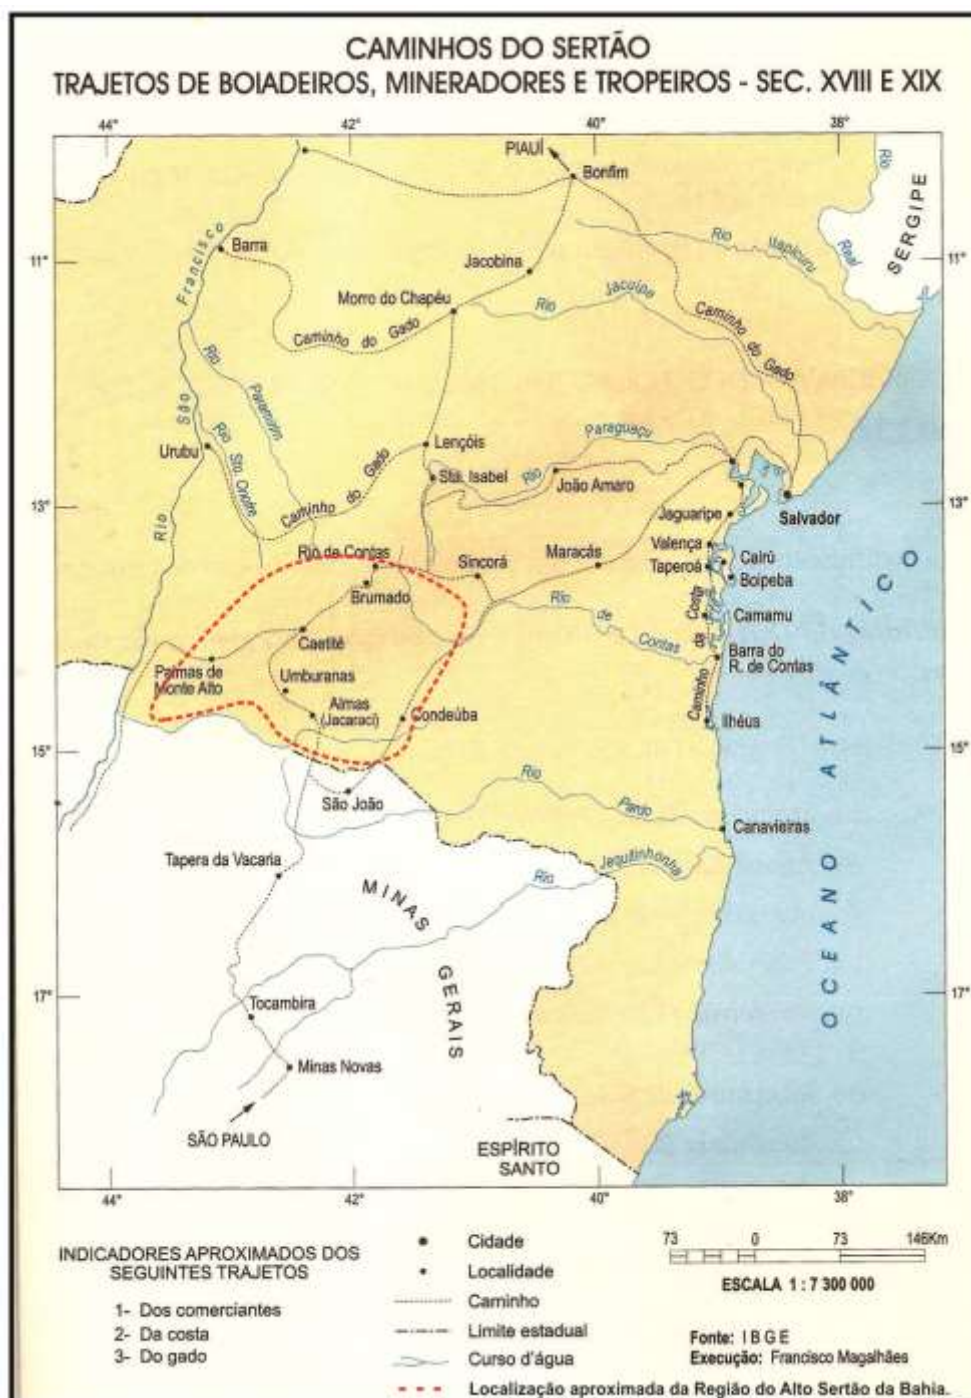 CAMINHOS DO SERTÃO
TRAJETOS DE BOIADEIROS, MINERADORES E TROPEIROS - SEC. XVIII E XIX
44°
42°
40°
38°
PIAUÍ
Bonfim
Rio
Real
SERGIPE
Rio Itapicuru
Barra
11°
11°
Jacobina
Rio Jacuípe
Morro do Chapéu
Caminho do Gado
Caminho do Gado
Rio São Francisco
Rio Paramirim
Urubu
Rio Sto. Onofre
Lençóis
Caminho do Gado
Sta. Isabel
Rio Paraguaçu
João Amaro
13°
13°
Salvador
Jaguaripe
Valença
Taperoá
Cairú
Boipeba
Rio de Contas
Sincorá
Maracás
Brumado
Rio de Contas
Camamu
Caminho da Costa
Barra do
R. de Contas
Caetité
Palmas de
Monte Alto
Umburanas
Almas
(Jacaraci)
Condeúba
Ilhéus
15°
15°
São João
Rio Pardo
Canavieiras
Tapera da Vacaria
Rio Jequitinhonha
MINAS GERAIS
OCEANO ATLÂNTICO
17°
17°
Tocambira
Minas Novas
SÃO PAULO
ESPÍRITO
SANTO
44°
42°
40°
38°
INDICADORES APROXIMADOS DOS
SEGUINTES TRAJETOS
1- Dos comerciantes
2- Da costa
3- Do gado
Cidade
Localidade
Caminho
Limite estadual
Curso d'água
Localização aproximada da Região do Alto Sertão da Bahia.
73 0 73 146Km
ESCALA 1 : 7 300 000
Fonte: I B G E
Execução: Francisco Magalhães